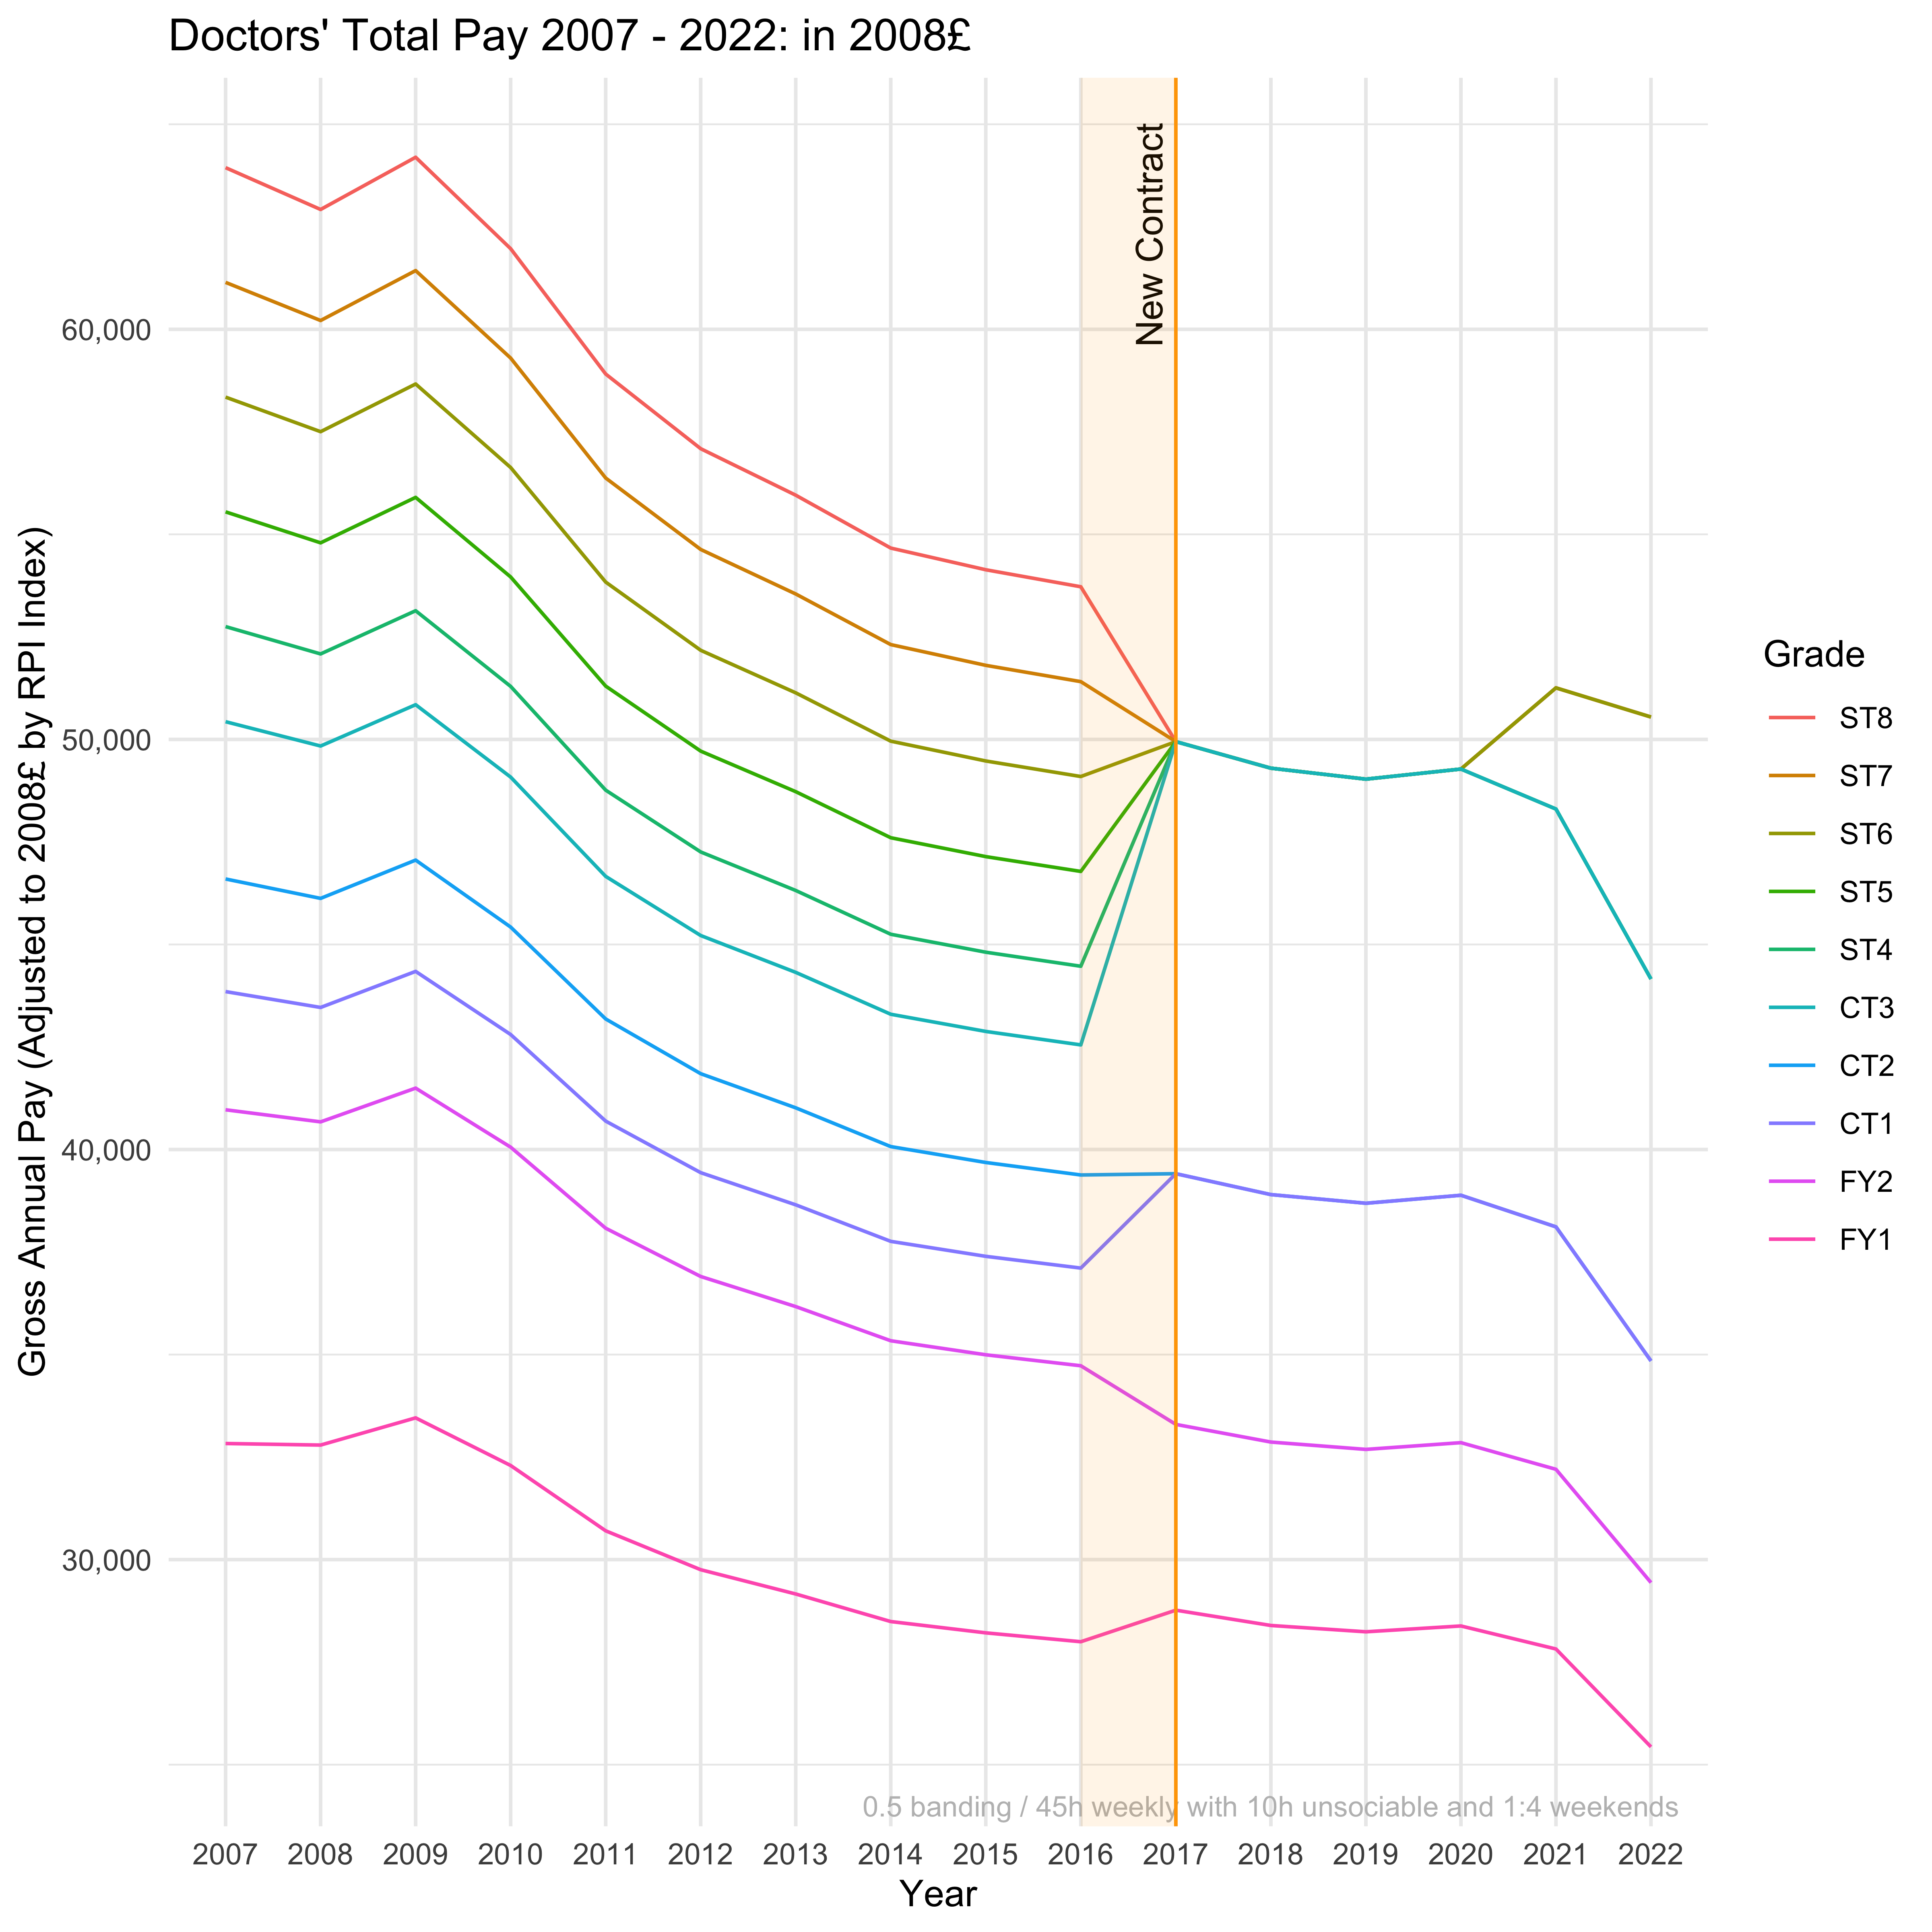 Doctors' Total Pay 2007 - 2022: in 2008£
New Contract
60,000
50,000
40,000
30,000
Gross Annual Pay (Adjusted to 2008£ by RPI Index)
Grade
ST8
ST7
ST6
ST5
ST4
CT3
CT2
CT1
FY2
FY1
0.5 banding / 45h weekly with 10h unsociable and 1:4 weekends
2007 2008 2009 2010 2011 2012 2013 2014 2015 2016 2017 2018 2019 2020 2021 2022
Year